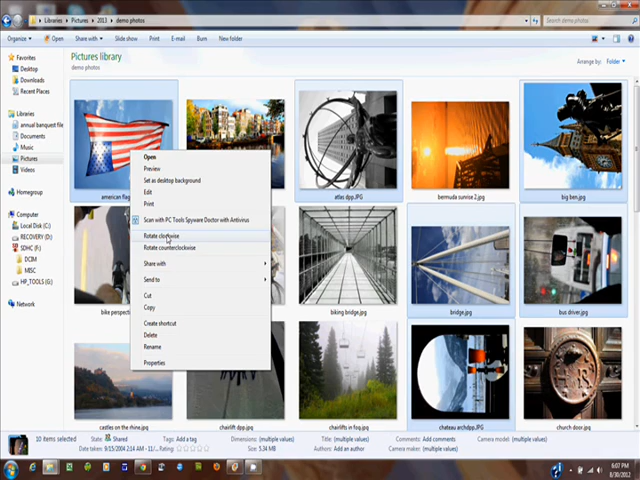 Libraries ▸ Pictures ▸ 2013 ▸ demo photos
Search demo photos
Organize Open Share with Slide show Print E-mail Burn New folder
Favorites
Desktop
Downloads
Recent Places
Libraries
annual banquest file
Documents
Music
Pictures
Videos
Homegroup
Computer
Local Disk (C:)
RECOVERY (D:)
SDHC (F:)
DCIM
MISC
HP_TOOLS (G:)
Network
Pictures library
demo photos
Arrange by: Folder
american flag
atlas dpp.JPG
bermuda sunrise 2.jpg
big ben.jpg
bike perspecti
biking bridge.jpg
bridge.jpg
bus driver.jpg
castles on the rhine.jpg
chairlift dpp.jpg
chairlifts in fog.jpg
chateau archdpp.JPG
church door.jpg
Open
Preview
Set as desktop background
Edit
Print
Scan with PC Tools Spyware Doctor with Antivirus
Rotate clockwise
Rotate counterclockwise
Share with
Send to
Cut
Copy
Create shortcut
Delete
Rename
Properties
10 items selected State: Shared Tags: Add a tag Dimensions: (multiple values) Title: (multiple values) Comments: Add comments Camera model: (multiple values)
Date taken: 9/15/2004 2:14 AM - 11 Rating: Size: 5.34 MB Authors: Add an author Camera maker: (multiple values)
6:07 PM
8/30/2012